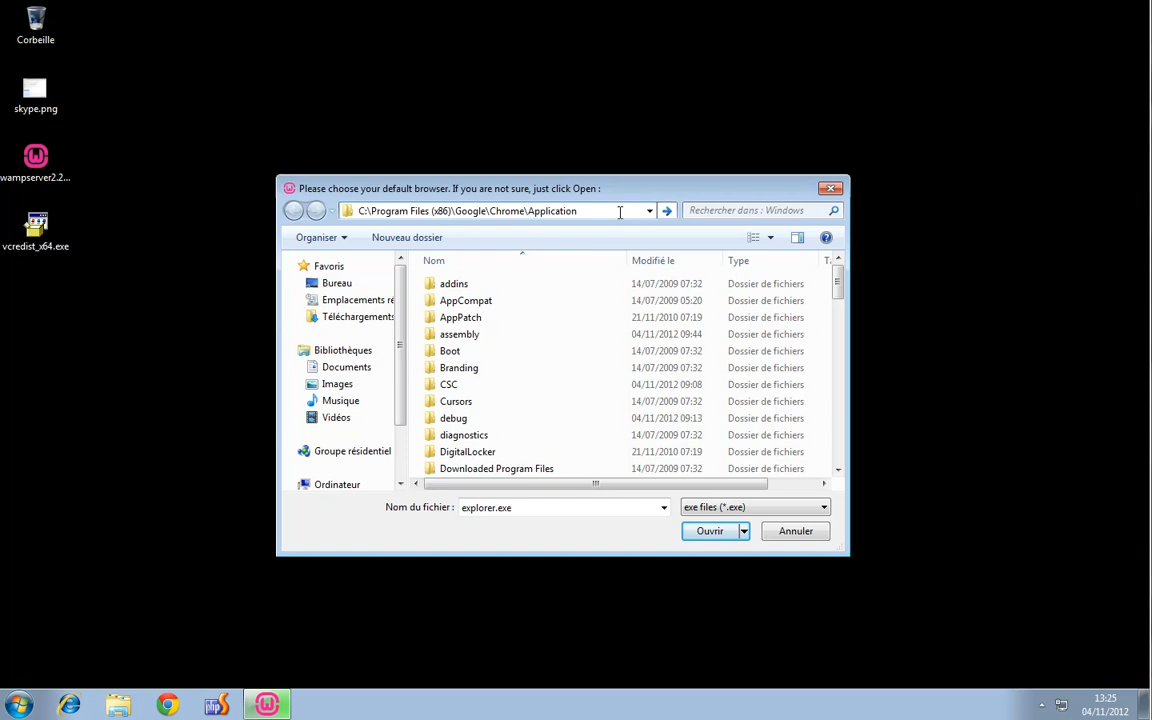 Corbeille
skype.png
wampserver2.2...
vcredist_x64.exe
Please choose your default browser. If you are not sure, just click Open :
C:\Program Files (x86)\Google\Chrome\Application
Rechercher dans : Windows
Organiser
Nouveau dossier
Favoris
Bureau
Emplacements ré
Téléchargements
Bibliothèques
Documents
Images
Musique
Vidéos
Groupe résidentiel
Ordinateur
Nom Modifié le Type Ta
addins 14/07/2009 07:32 Dossier de fichiers
AppCompat 14/07/2009 05:20 Dossier de fichiers
AppPatch 21/11/2010 07:19 Dossier de fichiers
assembly 04/11/2012 09:44 Dossier de fichiers
Boot 14/07/2009 07:32 Dossier de fichiers
Branding 14/07/2009 07:32 Dossier de fichiers
CSC 04/11/2012 09:08 Dossier de fichiers
Cursors 14/07/2009 07:32 Dossier de fichiers
debug 04/11/2012 09:13 Dossier de fichiers
diagnostics 14/07/2009 07:32 Dossier de fichiers
DigitalLocker 21/11/2010 07:19 Dossier de fichiers
Downloaded Program Files 14/07/2009 07:32 Dossier de fichiers
Nom du fichier : explorer.exe
exe files (*.exe)
Ouvrir
Annuler
php
13:25
04/11/2012